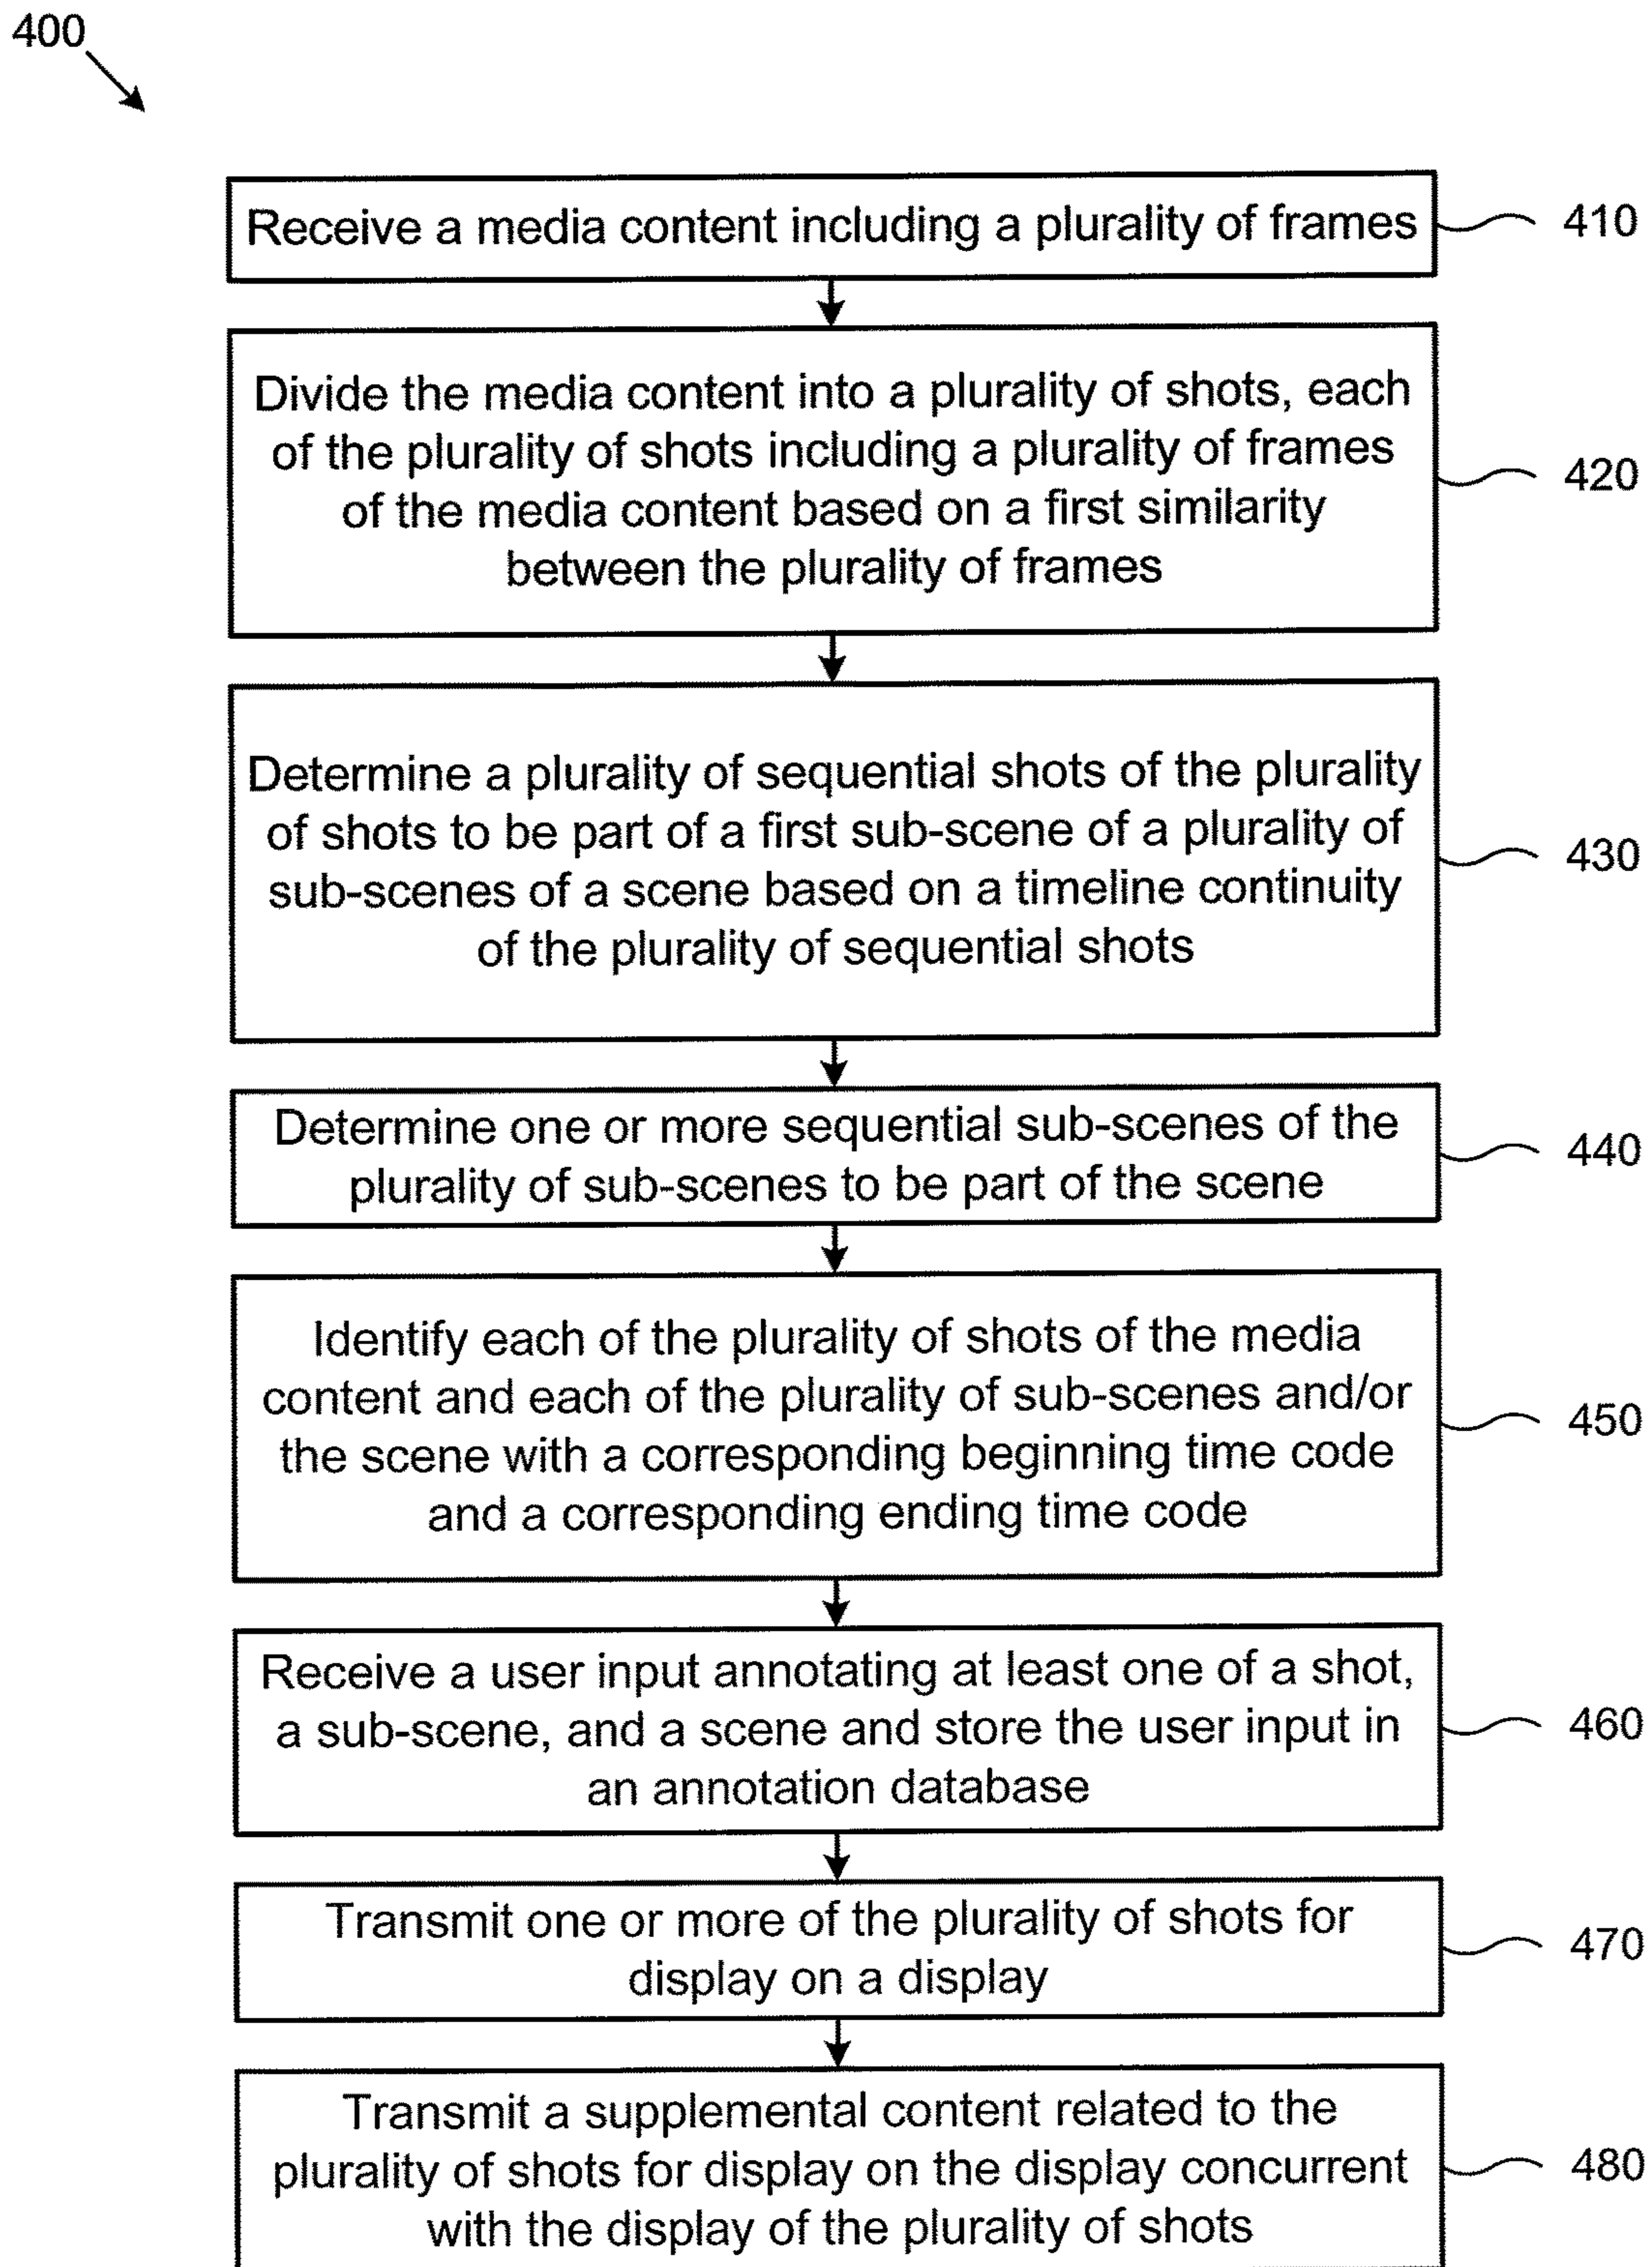 400
Receive a media content including a plurality of frames
410
Divide the media content into a plurality of shots, each
of the plurality of shots including a plurality of frames
of the media content based on a first similarity
between the plurality of frames
420
Determine a plurality of sequential shots of the plurality
of shots to be part of a first sub-scene of a plurality of
sub-scenes of a scene based on a timeline continuity
of the plurality of sequential shots
430
Determine one or more sequential sub-scenes of the
plurality of sub-scenes to be part of the scene
440
Identify each of the plurality of shots of the media
content and each of the plurality of sub-scenes and/or
the scene with a corresponding beginning time code
and a corresponding ending time code
450
Receive a user input annotating at least one of a shot,
a sub-scene, and a scene and store the user input in
an annotation database
460
Transmit one or more of the plurality of shots for
display on a display
470
Transmit a supplemental content related to the
plurality of shots for display on the display concurrent
with the display of the plurality of shots
480